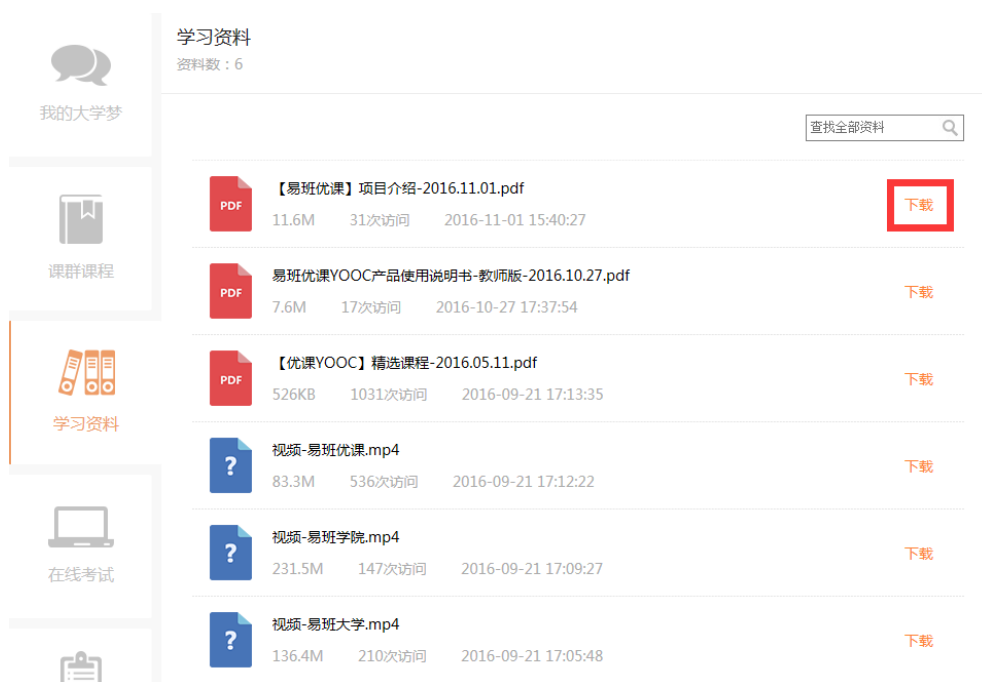 学习资料
资料数：6
我的大学梦
查找全部资料
PDF
【易班优课】项目介绍-2016.11.01.pdf
11.6M 31次访问 2016-11-01 15:40:27
下载
课群课程
PDF
易班优课YOOC产品使用说明书-教师版-2016.10.27.pdf
7.6M 17次访问 2016-10-27 17:37:54
下载
PDF
【优课YOOC】精选课程-2016.05.11.pdf
526KB 1031次访问 2016-09-21 17:13:35
下载
学习资料
?
视频-易班优课.mp4
83.3M 536次访问 2016-09-21 17:12:22
下载
?
视频-易班学院.mp4
231.5M 147次访问 2016-09-21 17:09:27
下载
在线考试
?
视频-易班大学.mp4
136.4M 210次访问 2016-09-21 17:05:48
下载